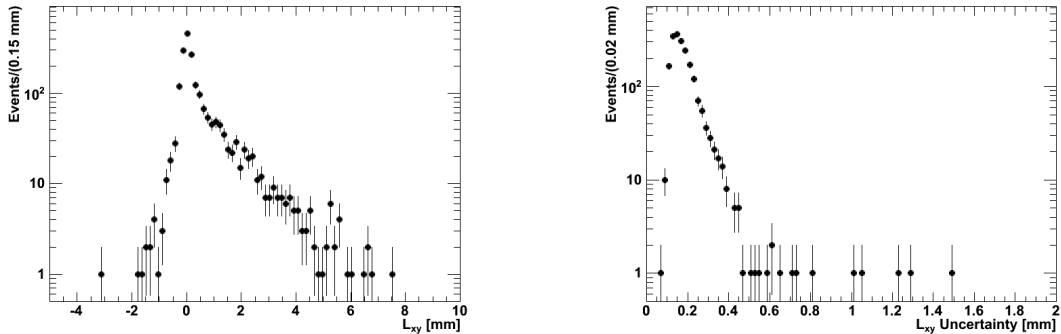 Events/(0.15 mm)
10²
10
1
-4 -2 0 2 4 6 8 10
Lxy [mm]
Events/(0.02 mm)
10²
10
1
0 0.2 0.4 0.6 0.8 1 1.2 1.4 1.6 1.8 2
Lxy Uncertainty [mm]